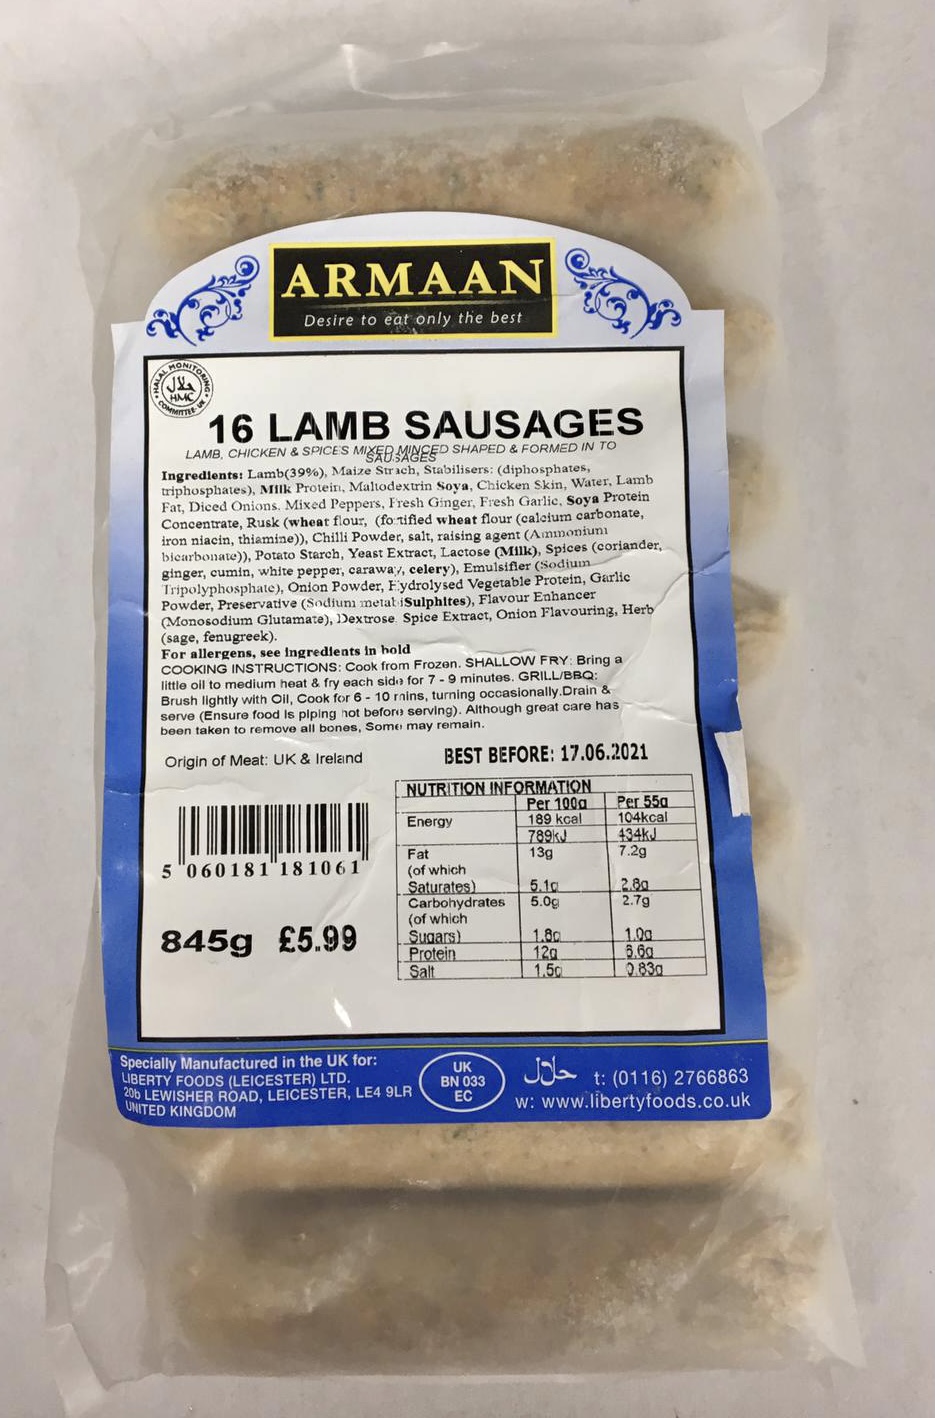 ARMAAN
Desire to eat only the best
HALAL MONITORING
حلال
HMC
COMMITTEE UK
16 LAMB SAUSAGES
LAMB, CHICKEN & SPICES MIXED MINCED SHAPED & FORMED IN TO
SAUSAGES
Ingredients: Lamb(39%), Maize Strach, Stabilisers: (diphosphates,
triphosphates), Milk Protein, Maltodextrin Soya, Chicken Skin, Water, Lamb
Fat, Diced Onions. Mixed Peppers, Fresh Ginger, Fresh Garlic, Soya Protein
Concentrate, Rusk (wheat flour, (fortified wheat flour (calcium carbonate,
iron niacin, thiamine)), Chilli Powder, salt, raising agent (Ammonium
bicarbonate)), Potato Starch, Yeast Extract, Lactose (Milk), Spices (coriander,
ginger, cumin, white pepper, caraway, celery), Emulsifier (Sodium
Tripolyphosphate), Onion Powder, Hydrolysed Vegetable Protein, Garlic
Powder, Preservative (Sodium metabiSulphites), Flavour Enhancer
(Monosodium Glutamate), Dextrose, Spice Extract, Onion Flavouring, Herb
(sage, fenugreek).
For allergens, see ingredients in bold
COOKING INSTRUCTIONS: Cook from Frozen. SHALLOW FRY: Bring a
little oil to medium heat & fry each side for 7 - 9 minutes. GRILL/BBQ:
Brush lightly with Oil, Cook for 6 - 10 mins, turning occasionally.Drain &
serve (Ensure food is piping hot before serving). Although great care has
been taken to remove all bones, Some may remain.
Origin of Meat: UK & Ireland
BEST BEFORE: 17.06.2021
NUTRITION INFORMATION
Per 100g Per 55g
Energy 189 kcal 104kcal
789kJ 434kJ
Fat 13g 7.2g
(of which
Saturates) 5.1g 2.8g
Carbohydrates 5.0g 2.7g
(of which
Sugars) 1.8g 1.0g
Protein 12g 6.6g
Salt 1.5g 0.83g
5 060181 181061
845g £5.99
Specially Manufactured in the UK for:
LIBERTY FOODS (LEICESTER) LTD.
20b LEWISHER ROAD, LEICESTER, LE4 9LR
UNITED KINGDOM
UK
BN 033
EC
حلال
t: (0116) 2766863
w: www.libertyfoods.co.uk